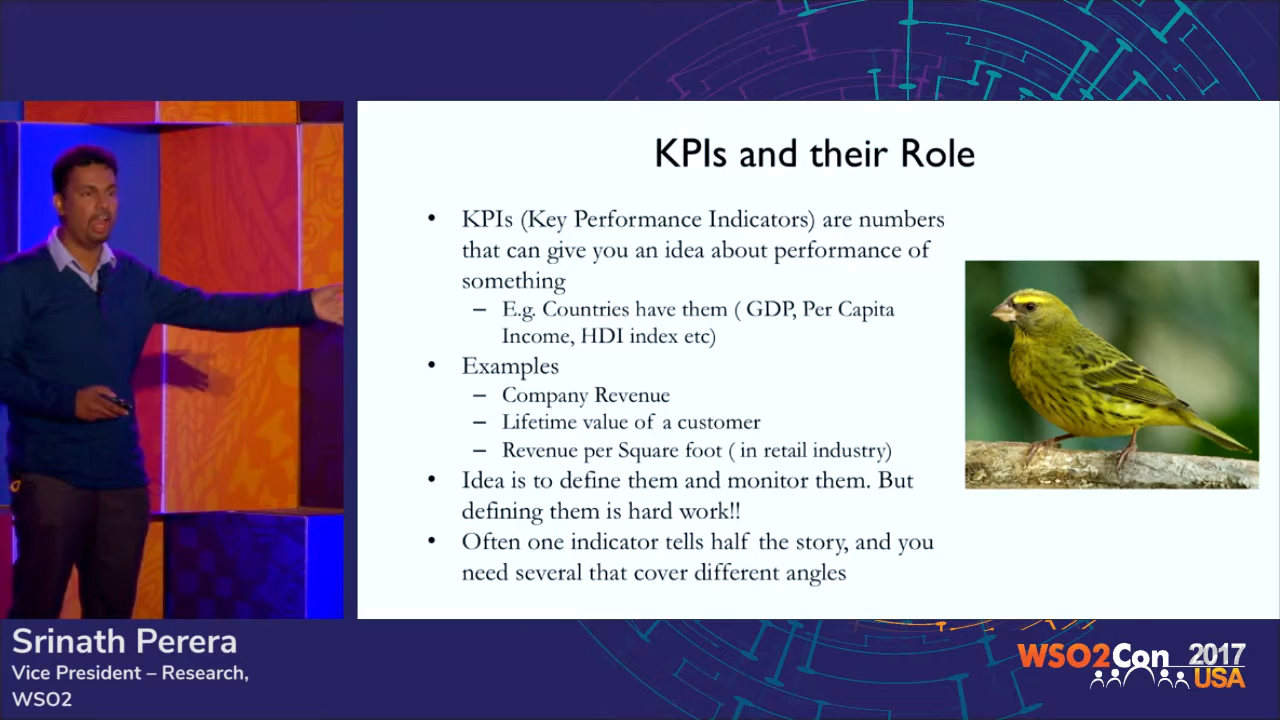 KPIs and their Role
• KPIs (Key Performance Indicators) are numbers
that can give you an idea about performance of
something
– E.g. Countries have them ( GDP, Per Capita
Income, HDI index etc)
• Examples
– Company Revenue
– Lifetime value of a customer
– Revenue per Square foot ( in retail industry)
• Idea is to define them and monitor them. But
defining them is hard work!!
• Often one indicator tells half the story, and you
need several that cover different angles
Srinath Perera
Vice President – Research,
WSO2
WSO2Con 2017
USA